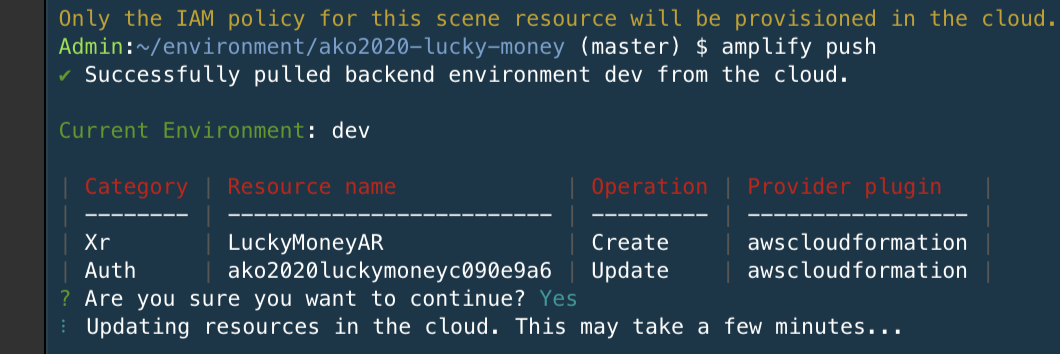 Only the IAM policy for this scene resource will be provisioned in the cloud.
Admin:~/environment/ako2020-lucky-money (master) $ amplify push
✔ Successfully pulled backend environment dev from the cloud.
Current Environment: dev
| Category | Resource name | Operation | Provider plugin |
| -------- | ------------------------- | --------- | ----------------- |
| Xr | LuckyMoneyAR | Create | awscloudformation |
| Auth | ako2020luckymoneyc090e9a6 | Update | awscloudformation |
? Are you sure you want to continue? Yes
⋮ Updating resources in the cloud. This may take a few minutes...